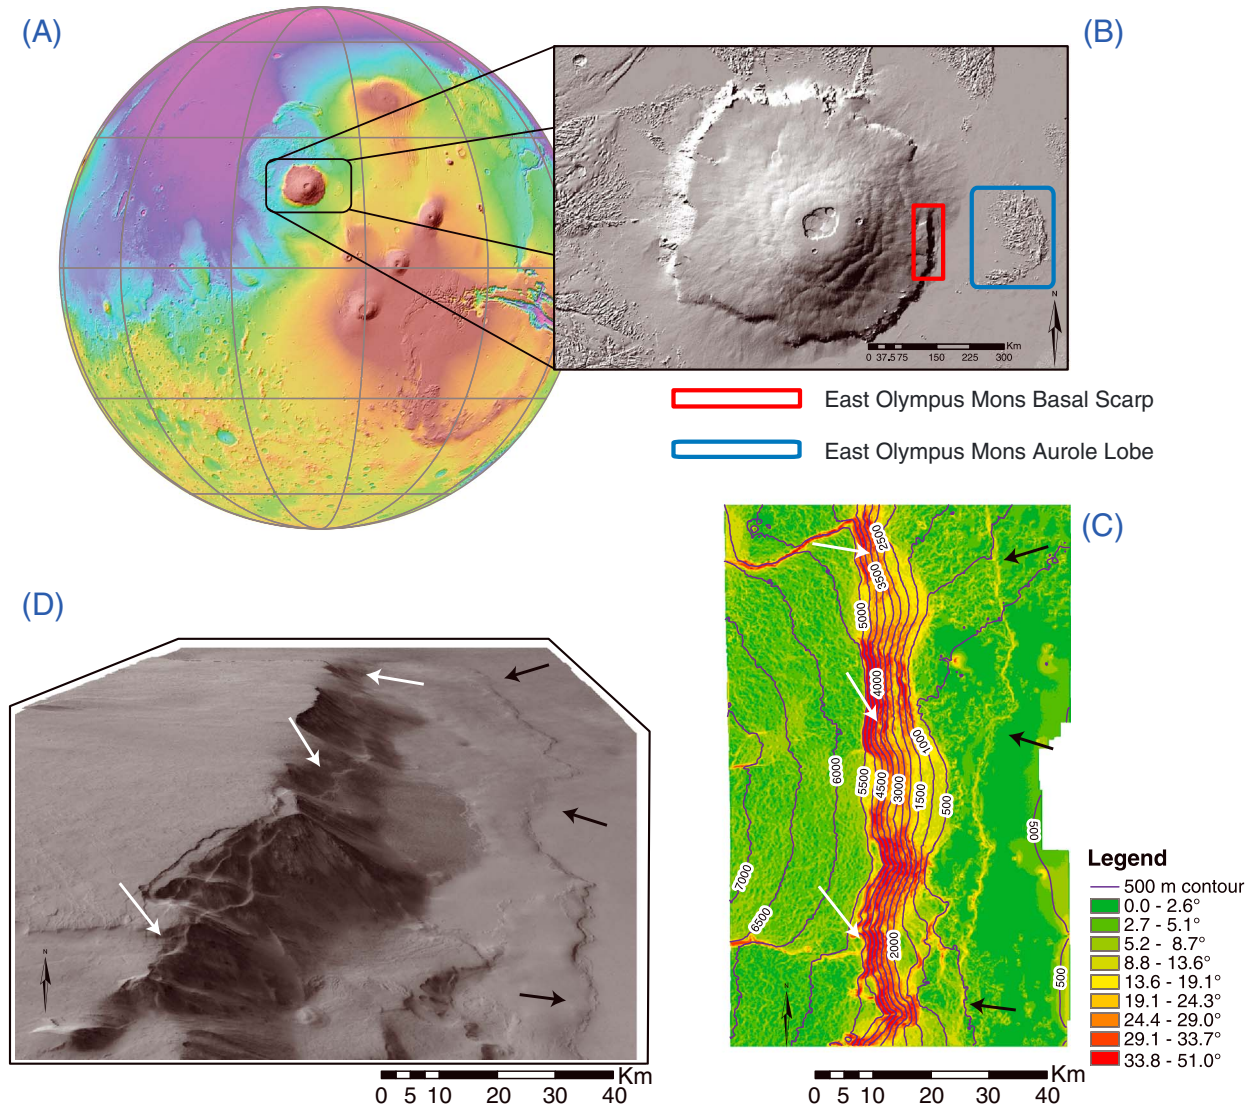 (A)
(B)
N
Km
0 37.5 75 150 225 300
East Olympus Mons Basal Scarp
East Olympus Mons Aurole Lobe
(C)
2500
3500
5000
4000
1000
6000
5500
4500
3000
1500
500
500
7000
6500
2000
500
N
Legend
500 m contour
0.0 - 2.6°
2.7 - 5.1°
5.2 - 8.7°
8.8 - 13.6°
13.6 - 19.1°
19.1 - 24.3°
24.4 - 29.0°
29.1 - 33.7°
33.8 - 51.0°
Km
0 5 10 20 30 40
(D)
N
Km
0 5 10 20 30 40